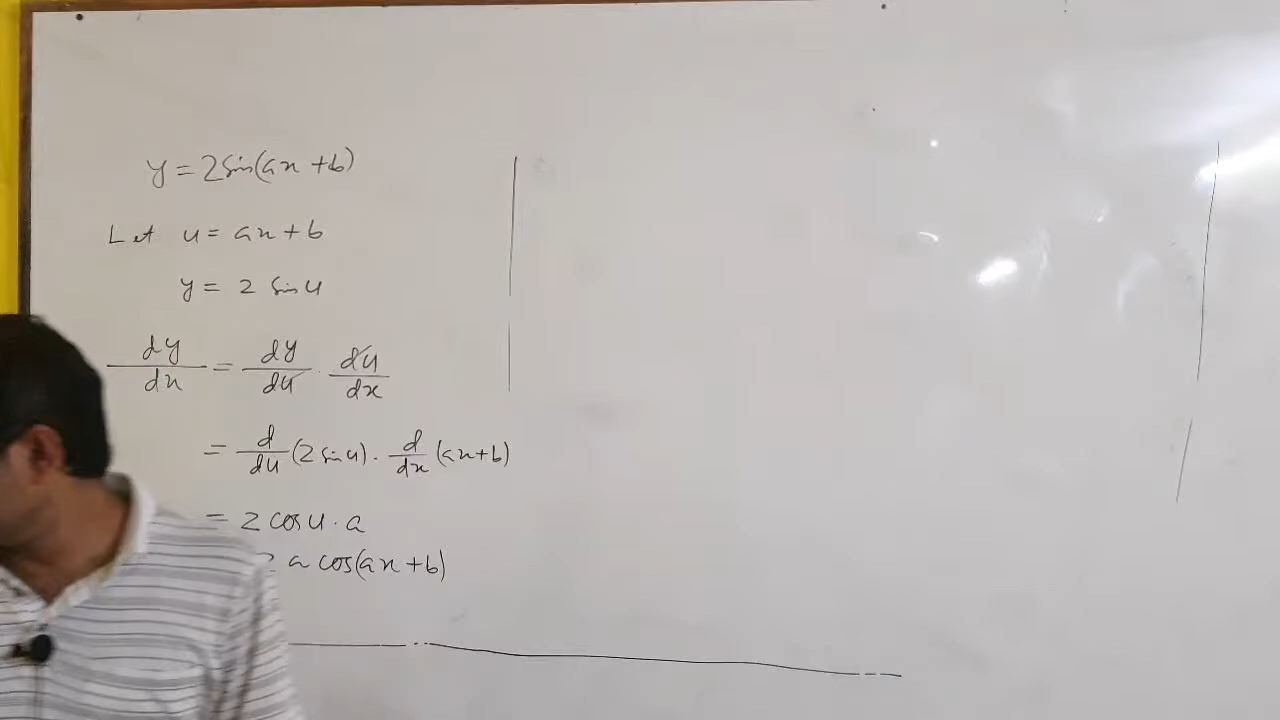 y = 2 sin(ax + b)
Let u = ax + b
y = 2 sin u
dy/dx = dy/du · du/dx
= d/du (2 sin u) · d/dx (ax + b)
= 2 cos u · a
2 a cos(ax + b)